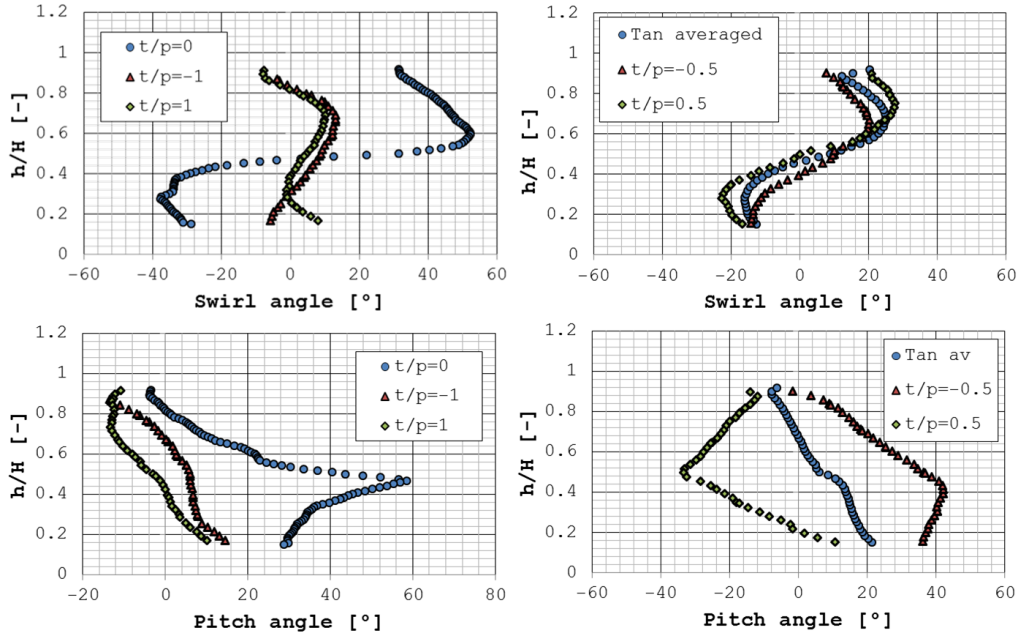 1.2
1
0.8
0.6
0.4
0.2
0
h/H [-]
t/p=0
t/p=-1
t/p=1
-60
-40
-20
0
20
40
60
Swirl angle [°]
1.2
1
0.8
0.6
0.4
0.2
0
h/H [-]
Tan averaged
t/p=-0.5
t/p=0.5
-60
-40
-20
0
20
40
60
Swirl angle [°]
1.2
1
0.8
0.6
0.4
0.2
0
h/H [-]
t/p=0
t/p=-1
t/p=1
-20
0
20
40
60
80
Pitch angle [°]
1.2
1
0.8
0.6
0.4
0.2
0
h/H [-]
Tan av
t/p=-0.5
t/p=0.5
-60
-40
-20
0
20
40
60
Pitch angle [°]